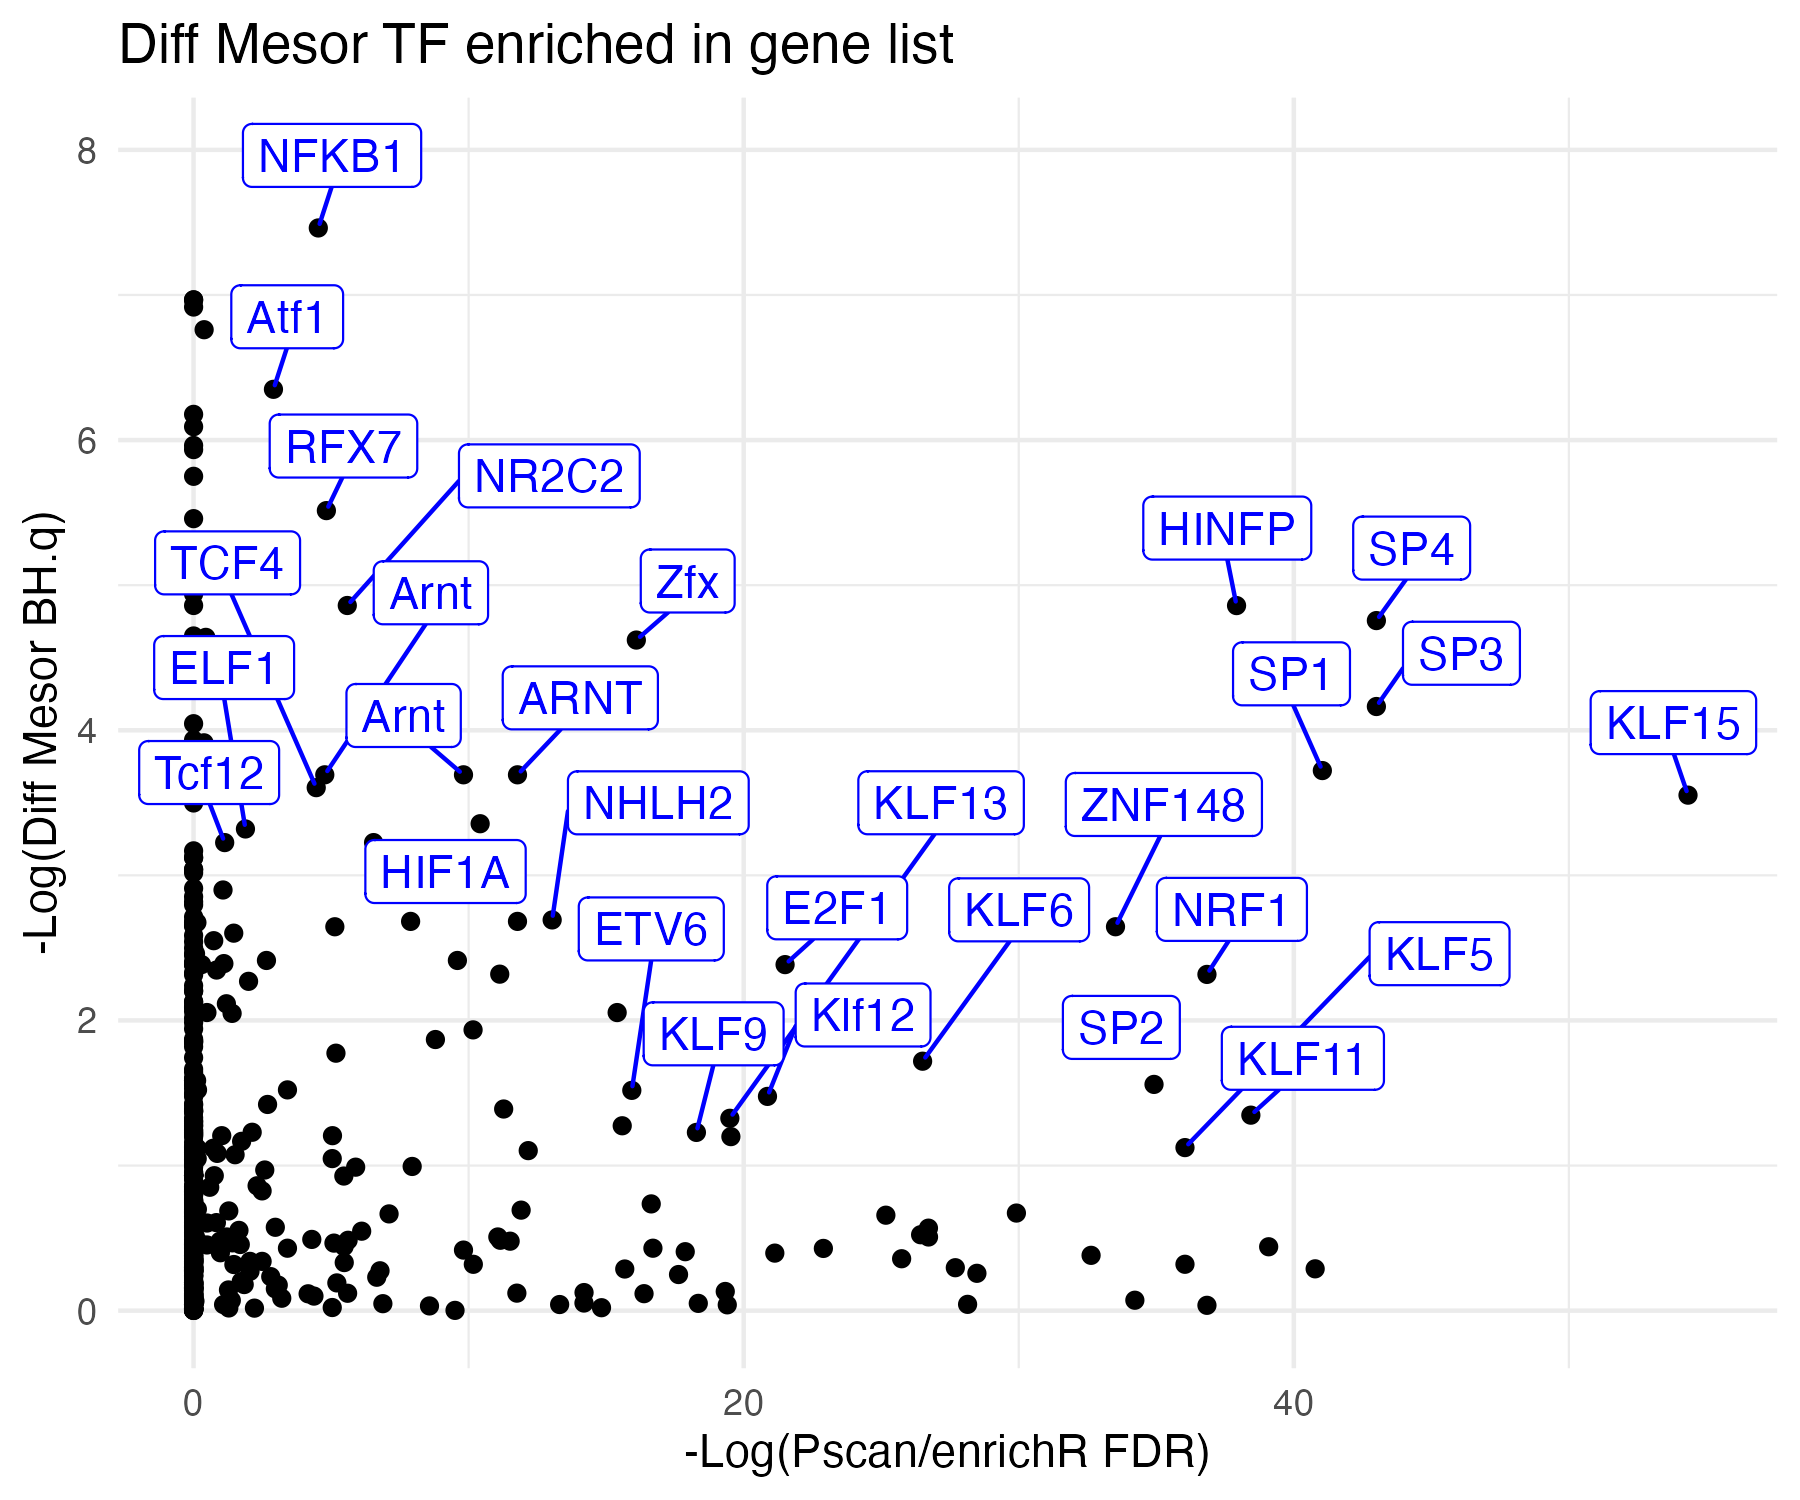 Diff Mesor TF enriched in gene list
8
NFKB1
Atf1
6
RFX7
NR2C2
HINFP
SP4
TCF4
Arnt
Zfx
ELF1
SP1
SP3
4
Arnt
ARNT
KLF15
Tcf12
NHLH2
KLF13
ZNF148
HIF1A
ETV6
E2F1
KLF6
NRF1
KLF5
2
KLF9
Klf12
SP2
KLF11
0
0
20
40
-Log(Pscan/enrichR FDR)
-Log(Diff Mesor BH.q)